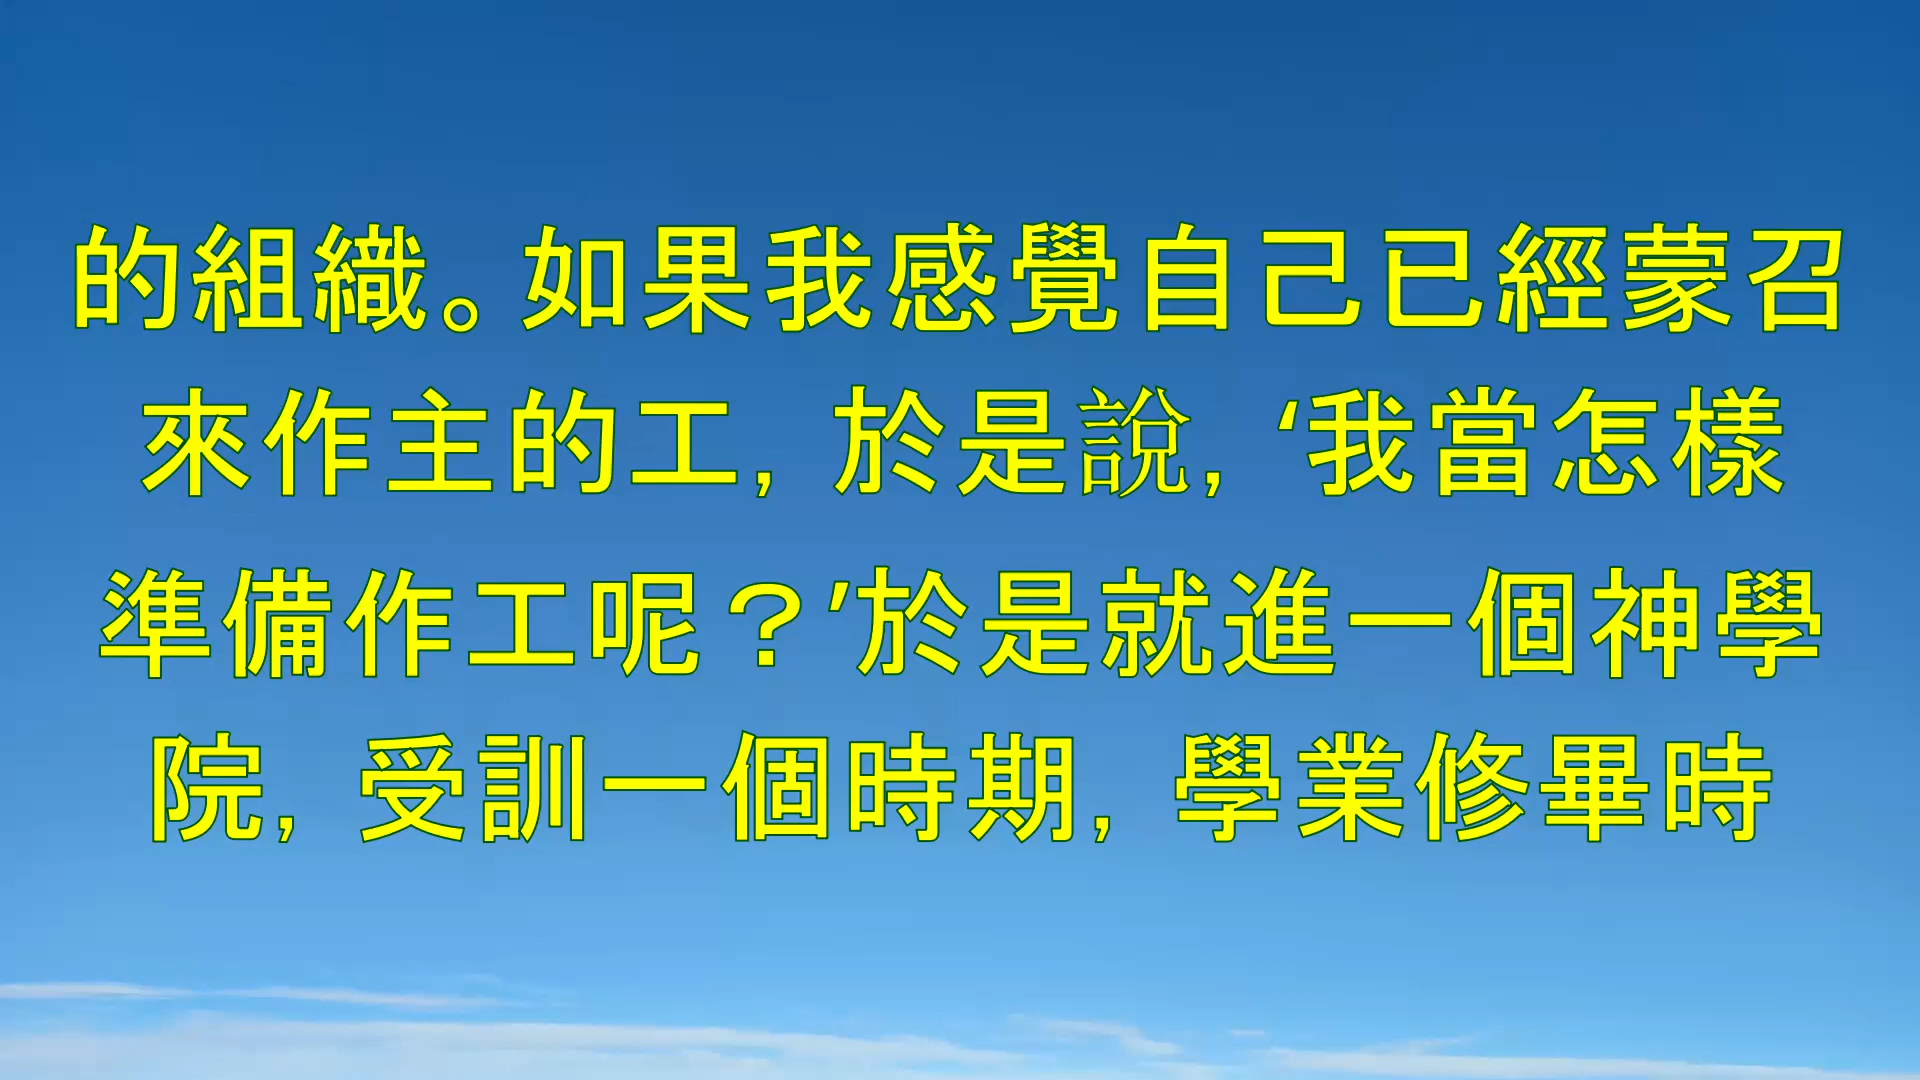 的組織。如果我感覺自己已經蒙召
來作主的工, 於是說, ‘我當怎樣
準備作工呢？’於是就進一個神學
院, 受訓一個時期, 學業修畢時